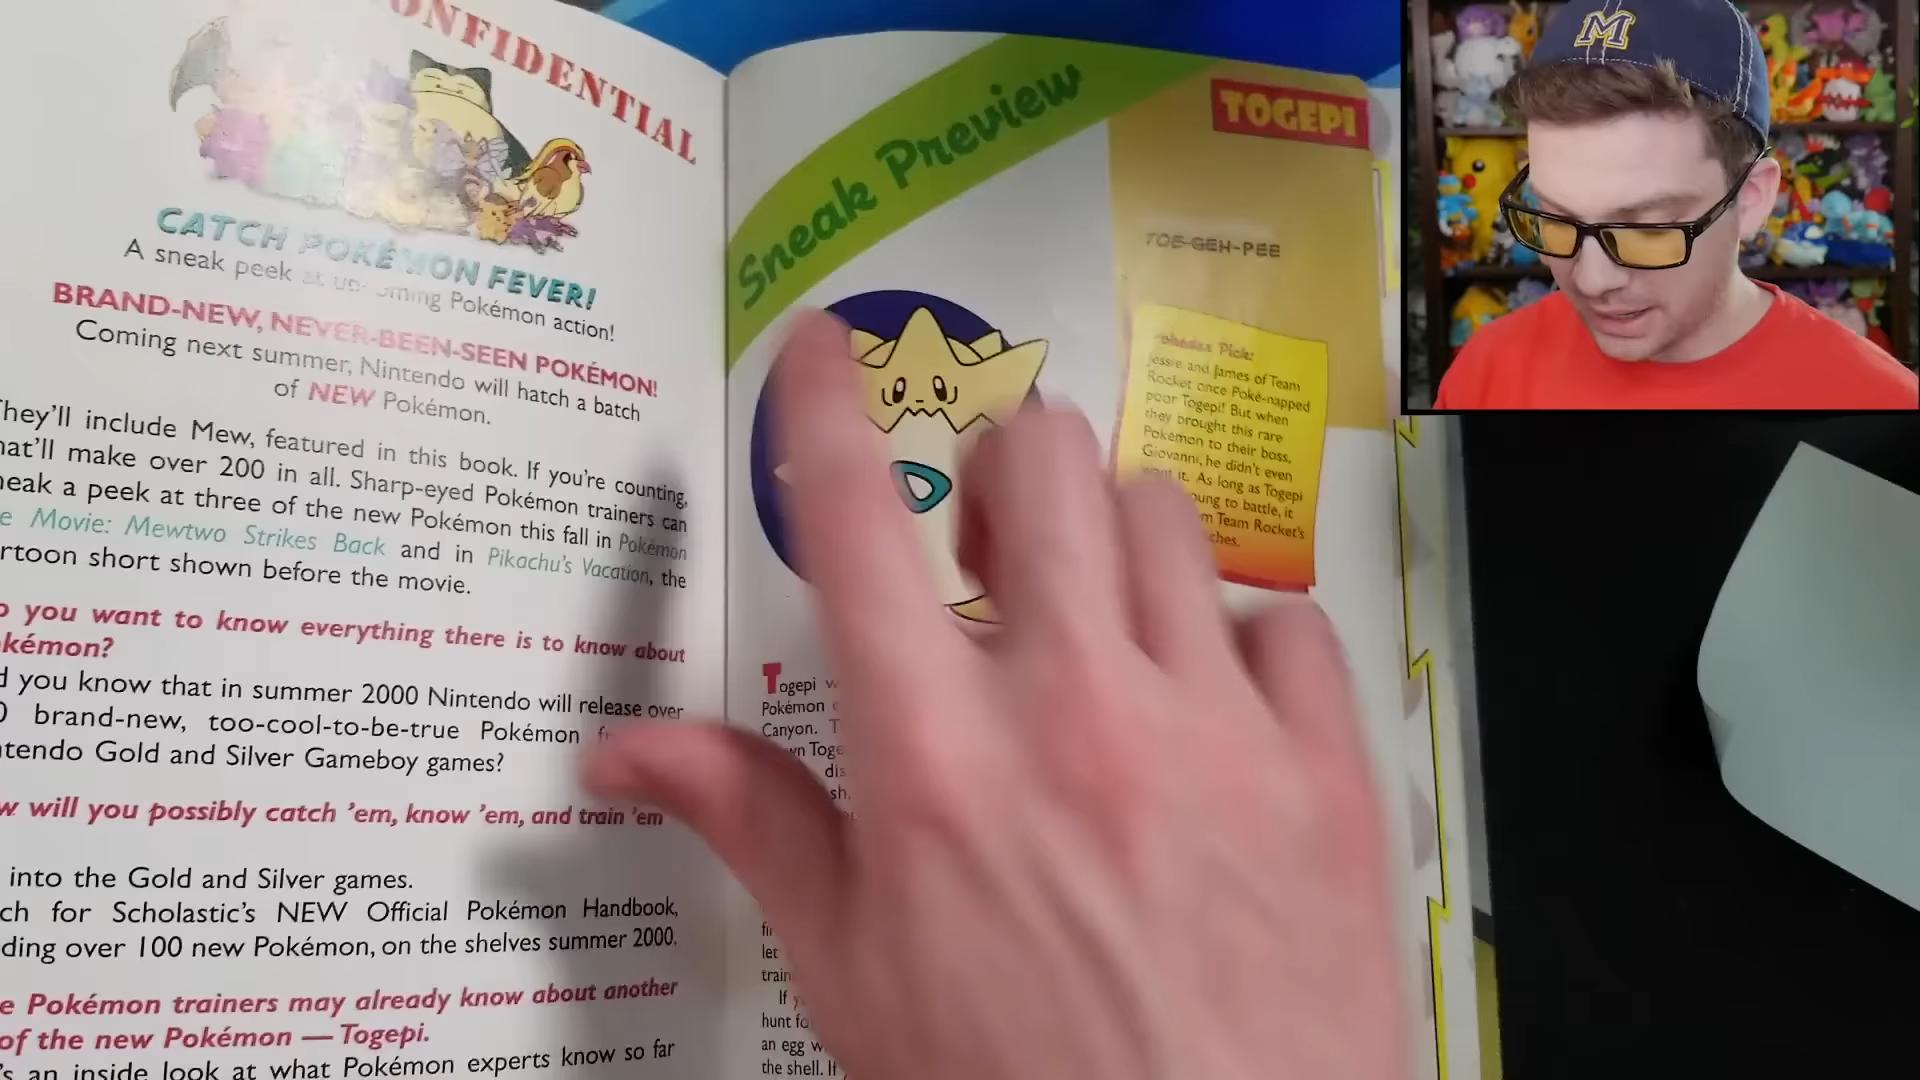 CONFIDENTIAL
CATCH POKÉMON FEVER!
A sneak peek at upcoming Pokémon action!
BRAND-NEW, NEVER-BEEN-SEEN POKÉMON!
Coming next summer, Nintendo will hatch a batch
of NEW Pokémon.
They'll include Mew, featured in this book. If you're counting,
that'll make over 200 in all. Sharp-eyed Pokémon trainers can
sneak a peek at three of the new Pokémon this fall in Pokémon
Movie: Mewtwo Strikes Back and in Pikachu's Vacation, the
cartoon short shown before the movie.
you want to know everything there is to know about
Pokémon?
you know that in summer 2000 Nintendo will release over
brand-new, too-cool-to-be-true Pokémon
Nintendo Gold and Silver Gameboy games?
will you possibly catch 'em, know 'em, and train 'em
into the Gold and Silver games.
for Scholastic's NEW Official Pokémon Handbook,
over 100 new Pokémon, on the shelves summer 2000.
Pokémon trainers may already know about another
of the new Pokémon — Togepi.
an inside look at what Pokémon experts know so far
Sneak Preview
TOGEPI
TOE-GEH-PEE
Pokédex Pick:
Jessie and James of Team
Rocket once Poké-napped
poor Togepi! But when
they brought this rare
Pokémon to their boss,
Giovanni, he didn't even
want it. As long as Togepi
to battle, it
Team Rocket's
Togepi
Pokémon
Canyon.
let
If
hunt
an egg
the shell. If
M